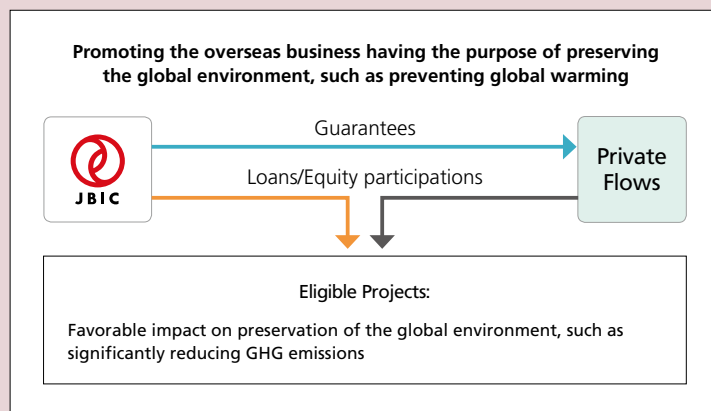 Promoting the overseas business having the purpose of preserving
the global environment, such as preventing global warming
JBIC
Guarantees
Loans/Equity participations
Private
Flows
Eligible Projects:
Favorable impact on preservation of the global environment, such as
significantly reducing GHG emissions